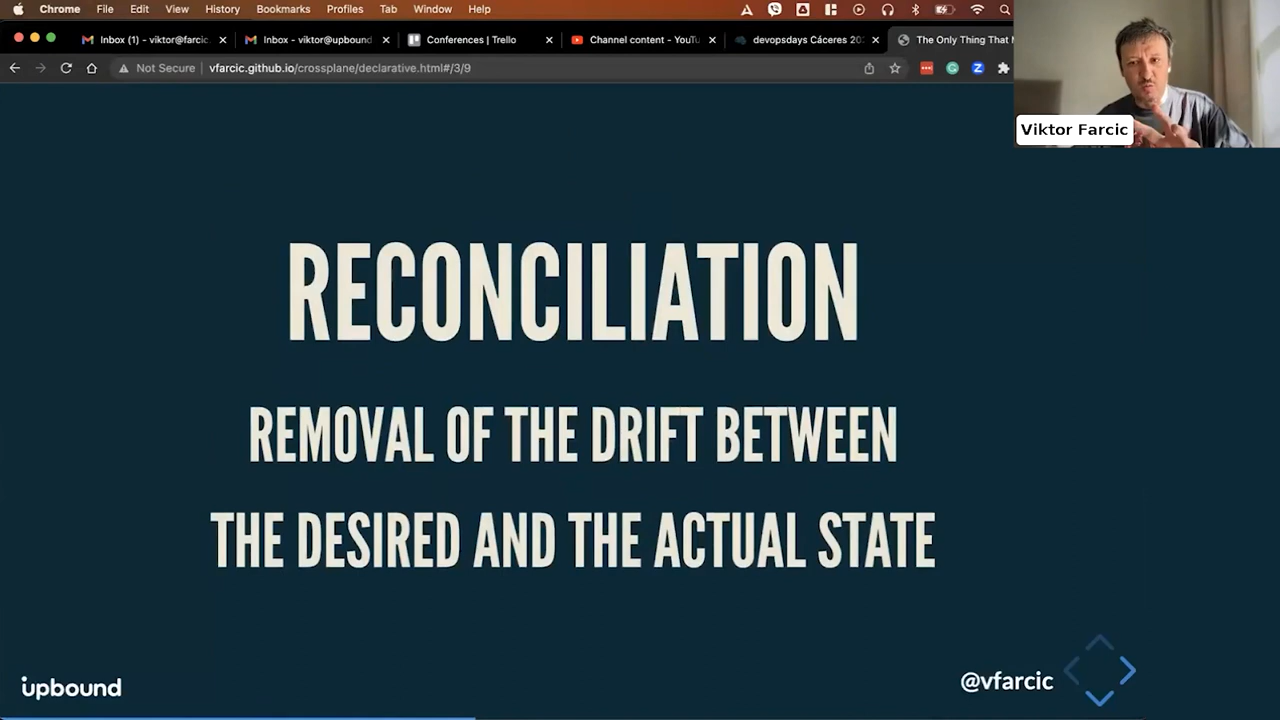 Chrome File Edit View History Bookmarks Profiles Tab Window Help
Inbox (1) - viktor@farcic. Inbox - viktor@upbound Conferences | Trello Channel content - YouTu devopsdays Cáceres 202 The Only Thing That M
Not Secure vfarcic.github.io/crossplane/declarative.html#/3/9
Viktor Farcic
RECONCILIATION
REMOVAL OF THE DRIFT BETWEEN
THE DESIRED AND THE ACTUAL STATE
upbound
@vfarcic